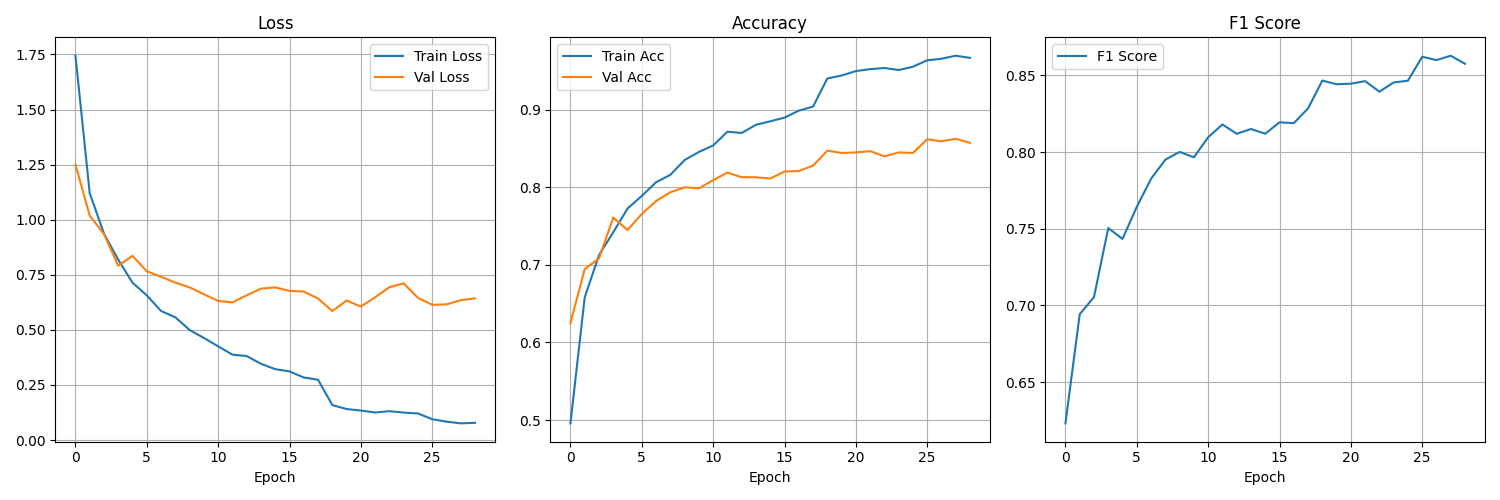 Loss
Train Loss
Val Loss
1.75
1.50
1.25
1.00
0.75
0.50
0.25
0.00
0 5 10 15 20 25
Epoch
Accuracy
Train Acc
Val Acc
0.9
0.8
0.7
0.6
0.5
0 5 10 15 20 25
Epoch
F1 Score
F1 Score
0.85
0.80
0.75
0.70
0.65
0 5 10 15 20 25
Epoch